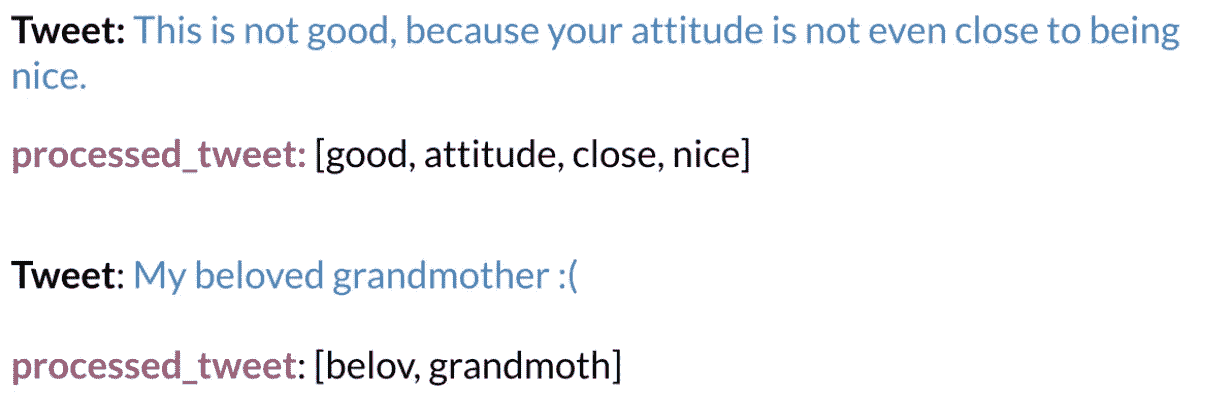 Tweet: This is not good, because your attitude is not even close to being
nice.
processed_tweet: [good, attitude, close, nice]
Tweet: My beloved grandmother :(
processed_tweet: [belov, grandmoth]